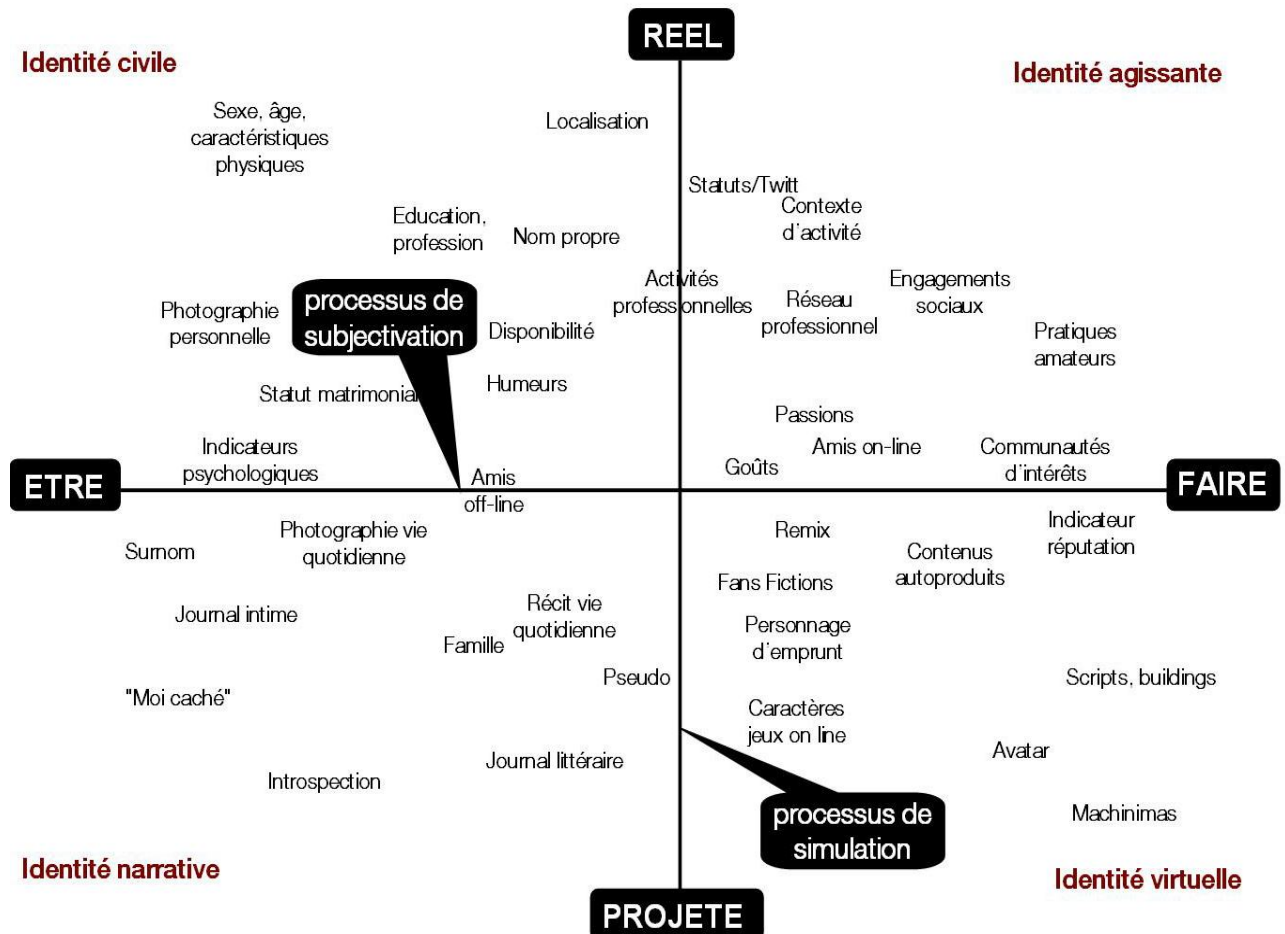 REEL
Identité civile
Identité agissante
Sexe, âge,
caractéristiques
physiques
Localisation
Statuts/Twitt
Contexte
d'activité
Education,
profession
Nom propre
Activités
professionnelles
Engagements
sociaux
Réseau
professionnel
Photographie
personnelle
processus de
subjectivation
Disponibilité
Pratiques
amateurs
Statut matrimonial
Humeurs
Passions
Amis on-line
Indicateurs
psychologiques
Goûts
Communautés
d'intérêts
Amis
off-line
ETRE
FAIRE
Surnom
Photographie vie
quotidienne
Remix
Contenus
autoproduits
Indicateur
réputation
Fans Fictions
Journal intime
Récit vie
quotidienne
Famille
Personnage
d'emprunt
Pseudo
Scripts, buildings
"Moi caché"
Caractères
jeux on line
Journal littéraire
Avatar
Introspection
processus de
simulation
Machinimas
Identité narrative
Identité virtuelle
PROJETE